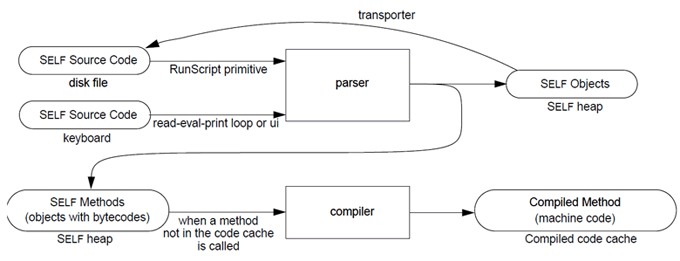 transporter
SELF Source Code
disk file
RunScript primitive
parser
SELF Objects
SELF heap
SELF Source Code
keyboard
read-eval-print loop or ui
SELF Methods
(objects with bytecodes)
SELF heap
when a method
not in the code cache
is called
compiler
Compiled Method
(machine code)
Compiled code cache